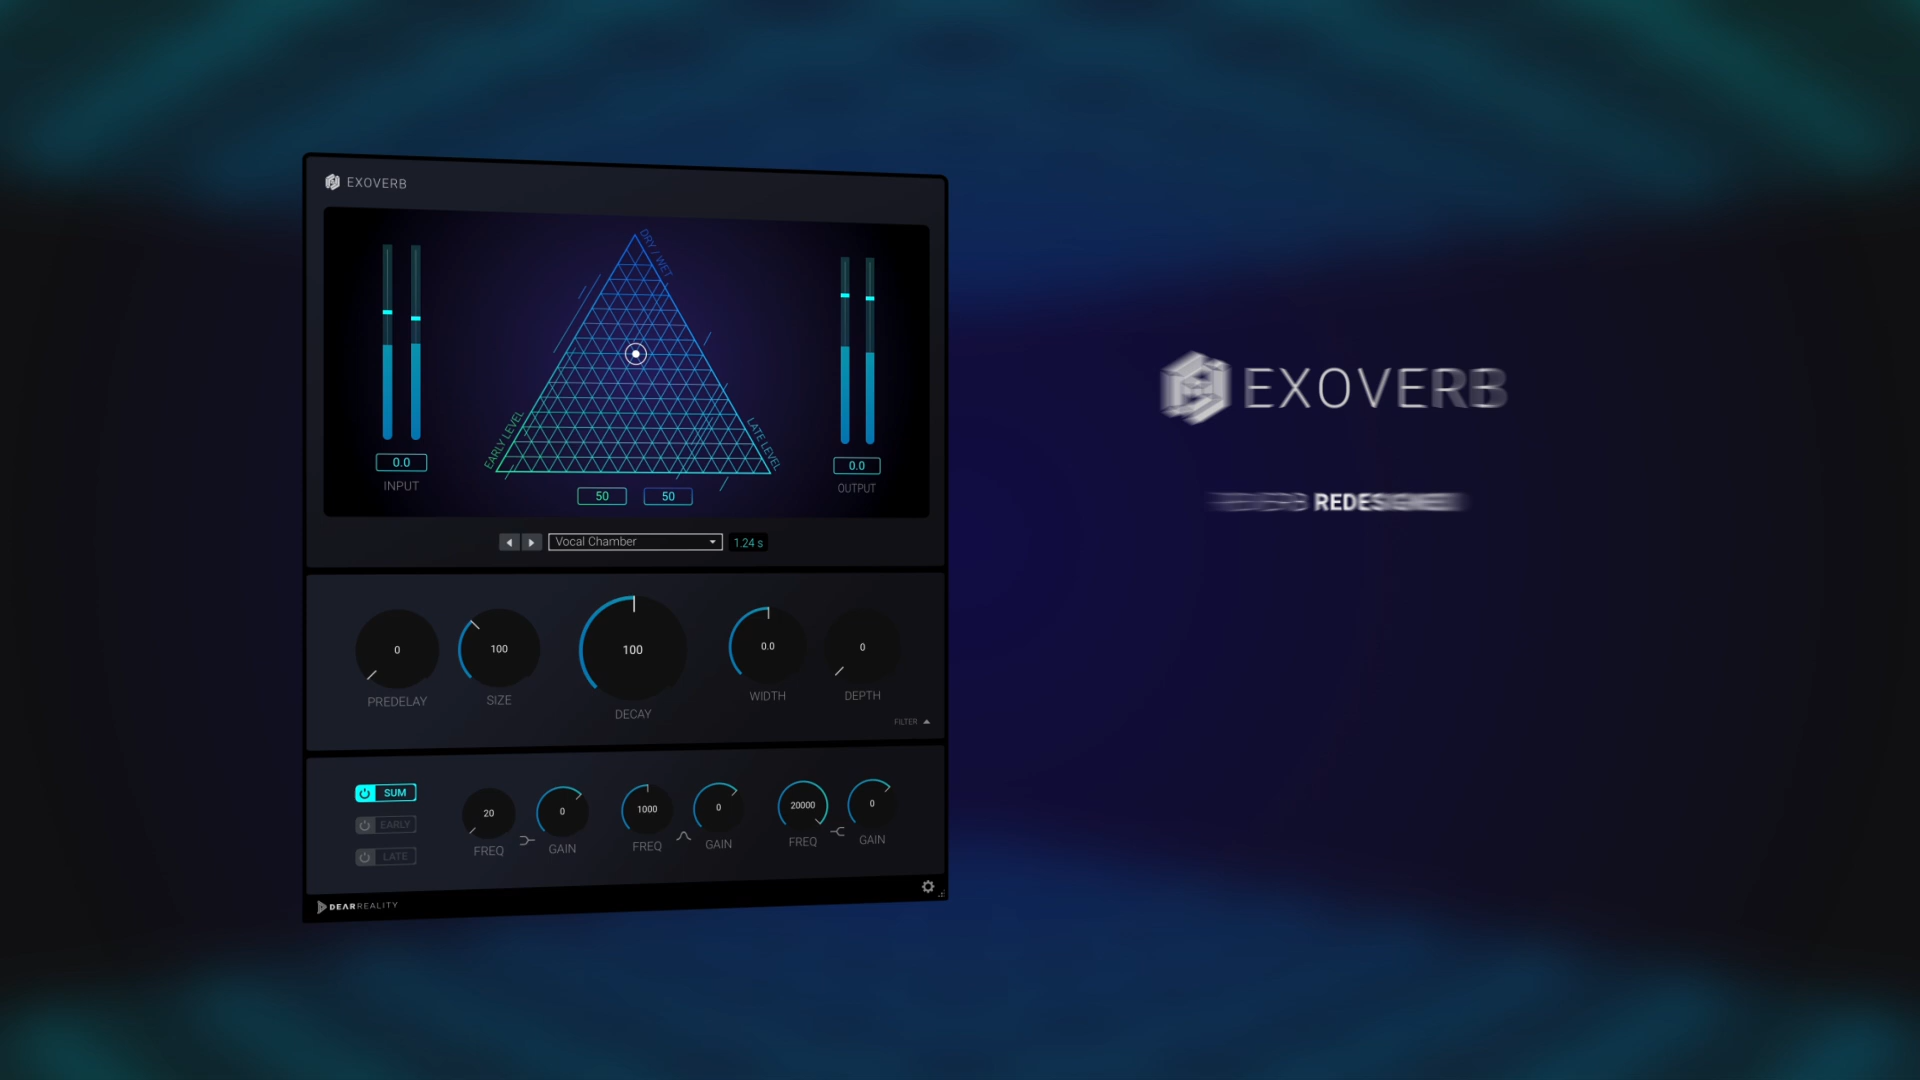 EXOVERB
DRY / WET
EARLY LEVEL
LATE LEVEL
0.0
INPUT
50 50
0.0
OUTPUT
Vocal Chamber 1.24 s
0 100 100 0.0 0
PREDELAY SIZE DECAY WIDTH DEPTH
FILTER
SUM
EARLY
LATE
20 0 1000 0 20000 0
FREQ GAIN FREQ GAIN FREQ GAIN
DEARREALITY
EXOVERB